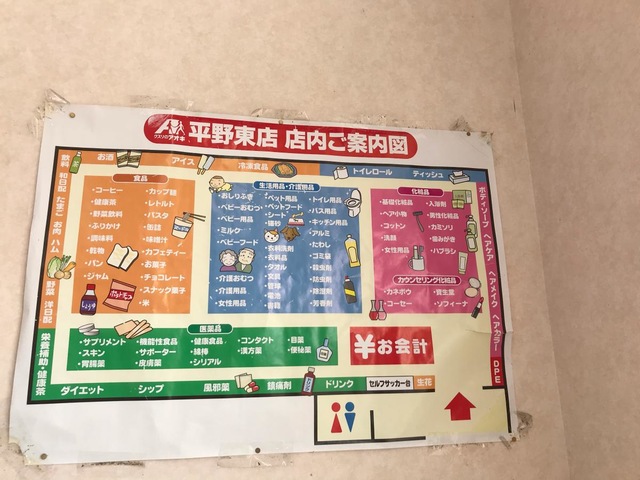 クスリのアオキ
平野東店 店内ご案内図
飲料
和日配
たまご
お肉
ハム
野菜
洋日配
栄養補助・健康茶
お酒
アイス
冷凍食品
トイレロール
ティッシュ
食品
・コーヒー
・健康茶
・野菜飲料
・ふりかけ
・調味料
・乾物
・パン
・ジャム
・カップ麺
・レトルト
・パスタ
・缶詰
・味噌汁
・カフェティー
・お菓子
・チョコレート
・スナック菓子
・米
生活用品・介護用品
・おしりふき
・ベビーおむつ
・ベビー用品
・ミルク
・ベビーフード
・介護おむつ
・介護用品
・女性用品
・ペット用品
・ペットフード
・シート
・猫砂
・衣料洗剤
・衣料品
・タオル
・文具
・電球
・電池
・線香
・トイレ用品
・バス用品
・キッチン用品
・アルミ
・たわし
・ゴミ袋
・殺虫剤
・防虫剤
・除湿剤
・芳香剤
化粧品
・基礎化粧品
・ヘア小物
・コットン
・洗顔
・女性用品
・入浴剤
・男性化粧品
・カミソリ
・歯みがき
・ハブラシ
カウンセリング化粧品
・カネボウ
・コーセー
・資生堂
・ソフィーナ
ボディソープ
ヘアケア
ヘアメイク
ヘアカラー
DPE
医薬品
・サプリメント
・スキン
・胃腸薬
・機能性食品
・サポーター
・皮膚薬
・健康食品
・綿棒
・シリアル
・コンタクト
・漢方薬
・目薬
・便秘薬
¥お会計
ダイエット
シップ
風邪薬
鎮痛剤
ドリンク
セルフサッカー台
生花